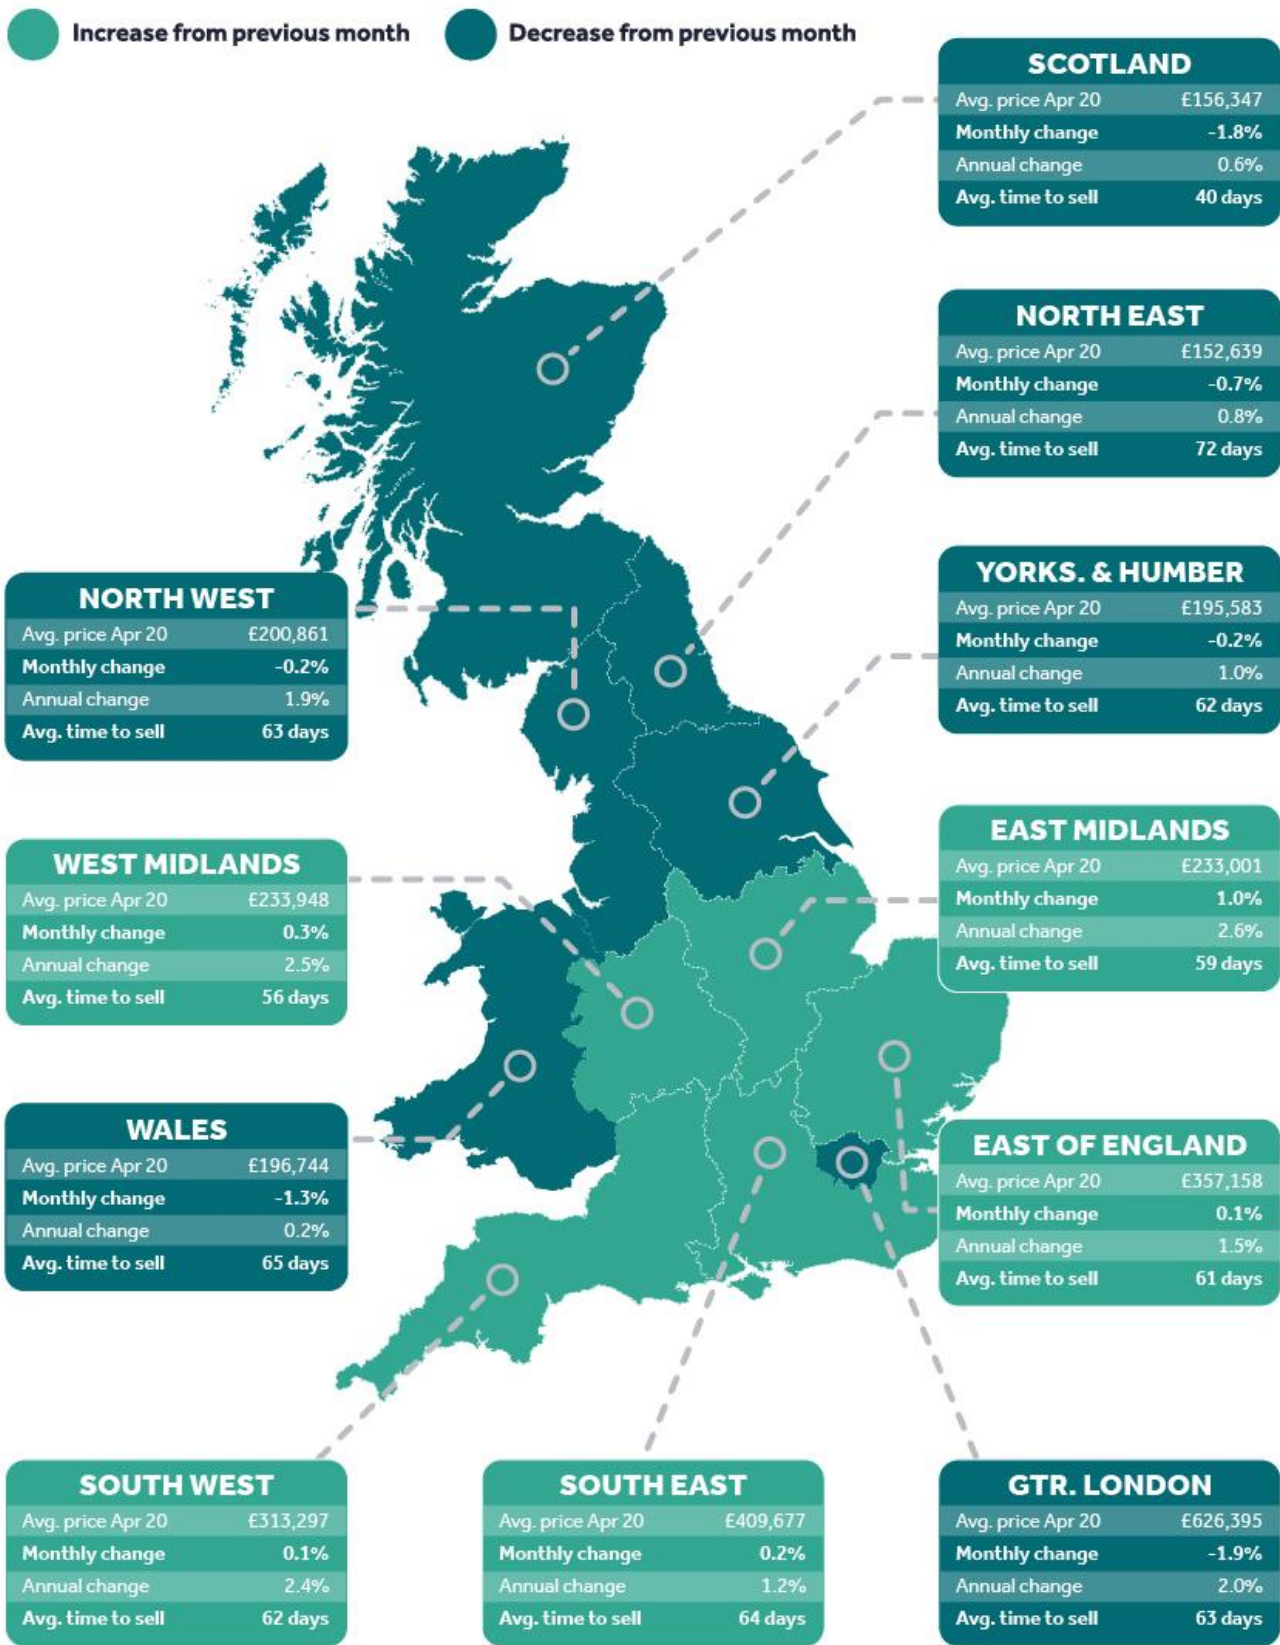 Increase from previous month
Decrease from previous month
SCOTLAND
Avg. price Apr 20 £156,347
Monthly change -1.8%
Annual change 0.6%
Avg. time to sell 40 days
NORTH EAST
Avg. price Apr 20 £152,639
Monthly change -0.7%
Annual change 0.8%
Avg. time to sell 72 days
YORKS. & HUMBER
Avg. price Apr 20 £195,583
Monthly change -0.2%
Annual change 1.0%
Avg. time to sell 62 days
NORTH WEST
Avg. price Apr 20 £200,861
Monthly change -0.2%
Annual change 1.9%
Avg. time to sell 63 days
WEST MIDLANDS
Avg. price Apr 20 £233,948
Monthly change 0.3%
Annual change 2.5%
Avg. time to sell 56 days
EAST MIDLANDS
Avg. price Apr 20 £233,001
Monthly change 1.0%
Annual change 2.6%
Avg. time to sell 59 days
WALES
Avg. price Apr 20 £196,744
Monthly change -1.3%
Annual change 0.2%
Avg. time to sell 65 days
EAST OF ENGLAND
Avg. price Apr 20 £357,158
Monthly change 0.1%
Annual change 1.5%
Avg. time to sell 61 days
SOUTH WEST
Avg. price Apr 20 £313,297
Monthly change 0.1%
Annual change 2.4%
Avg. time to sell 62 days
SOUTH EAST
Avg. price Apr 20 £409,677
Monthly change 0.2%
Annual change 1.2%
Avg. time to sell 64 days
GTR. LONDON
Avg. price Apr 20 £626,395
Monthly change -1.9%
Annual change 2.0%
Avg. time to sell 63 days